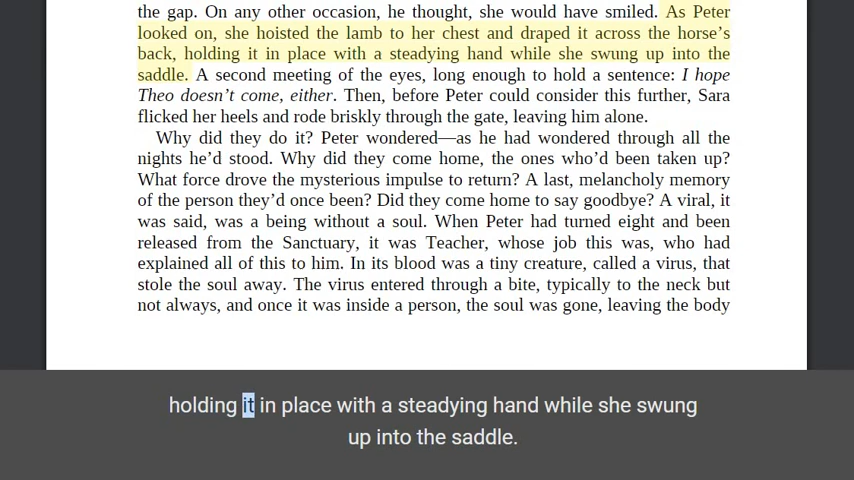 the gap. On any other occasion, he thought, she would have smiled. As Peter
looked on, she hoisted the lamb to her chest and draped it across the horse’s
back, holding it in place with a steadying hand while she swung up into the
saddle. A second meeting of the eyes, long enough to hold a sentence: I hope
Theo doesn’t come, either. Then, before Peter could consider this further, Sara
flicked her heels and rode briskly through the gate, leaving him alone.
Why did they do it? Peter wondered—as he had wondered through all the
nights he’d stood. Why did they come home, the ones who’d been taken up?
What force drove the mysterious impulse to return? A last, melancholy memory
of the person they’d once been? Did they come home to say goodbye? A viral, it
was said, was a being without a soul. When Peter had turned eight and been
released from the Sanctuary, it was Teacher, whose job this was, who had
explained all of this to him. In its blood was a tiny creature, called a virus, that
stole the soul away. The virus entered through a bite, typically to the neck but
not always, and once it was inside a person, the soul was gone, leaving the body
holding it in place with a steadying hand while she swung
up into the saddle.